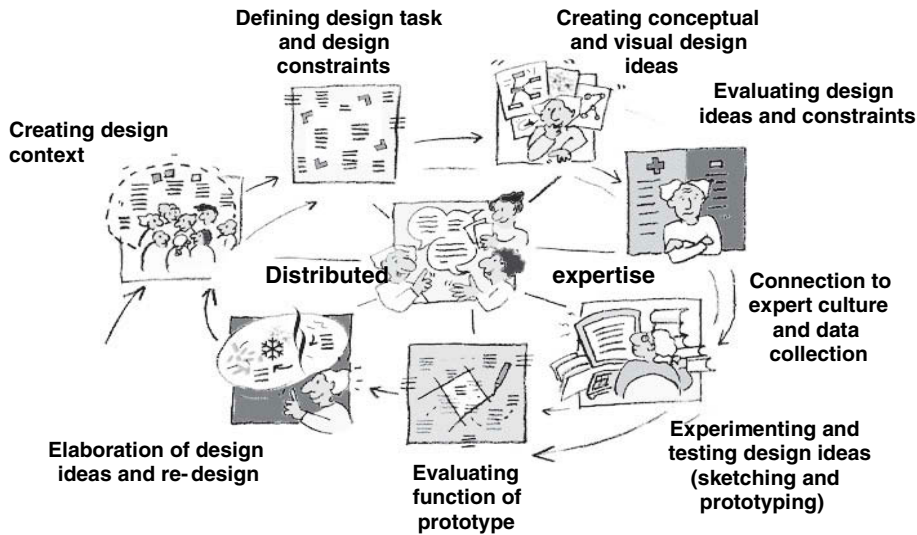 Defining design task
and design
constraints
Creating conceptual
and visual design
ideas
Evaluating design
ideas and constraints
Creating design
context
Distributed expertise
Connection to
expert culture
and data
collection
Experimenting and
testing design ideas
(sketching and
prototyping)
Evaluating
function of
prototype
Elaboration of design
ideas and re-design